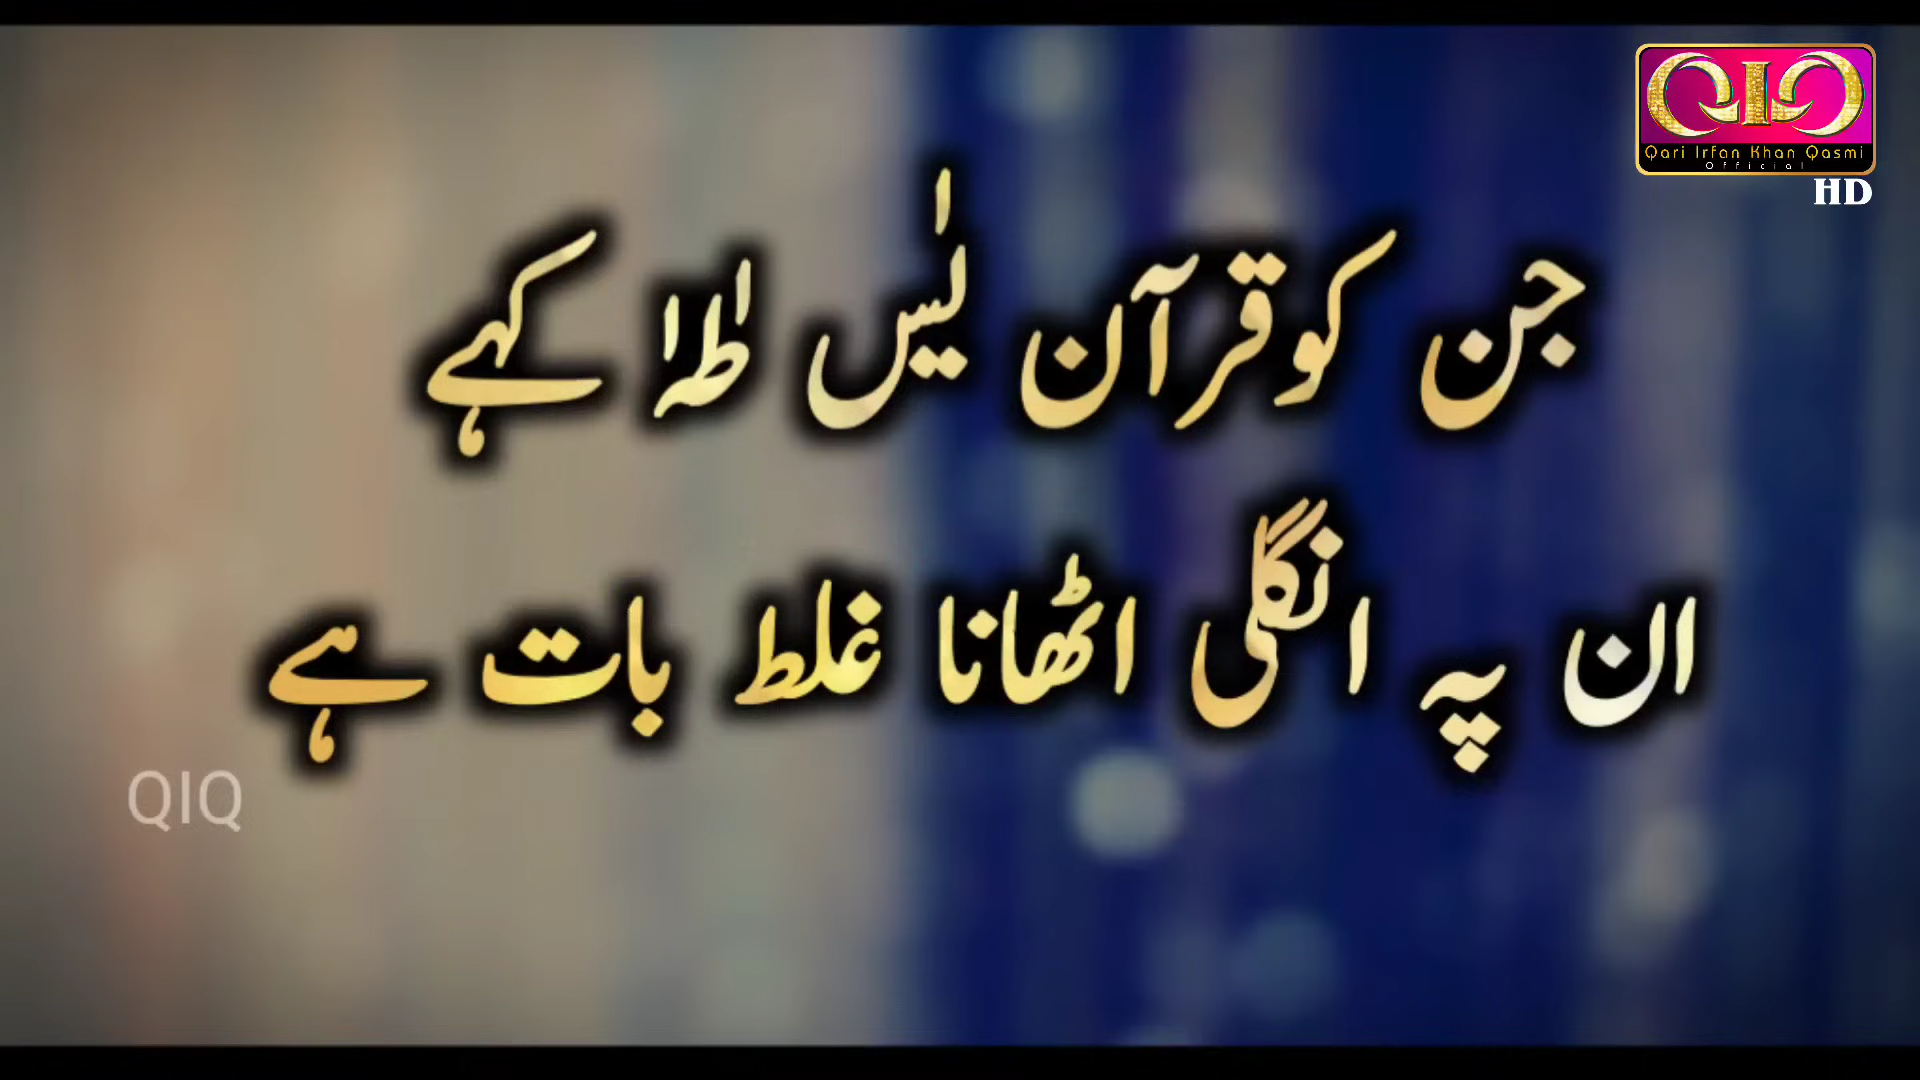 Qari Irfan Khan Qasmi
Official
HD
جن کو قرآن یٰس طٰہٰ کہے
ان پہ انگلی اٹھانا غلط بات ہے
QIQ